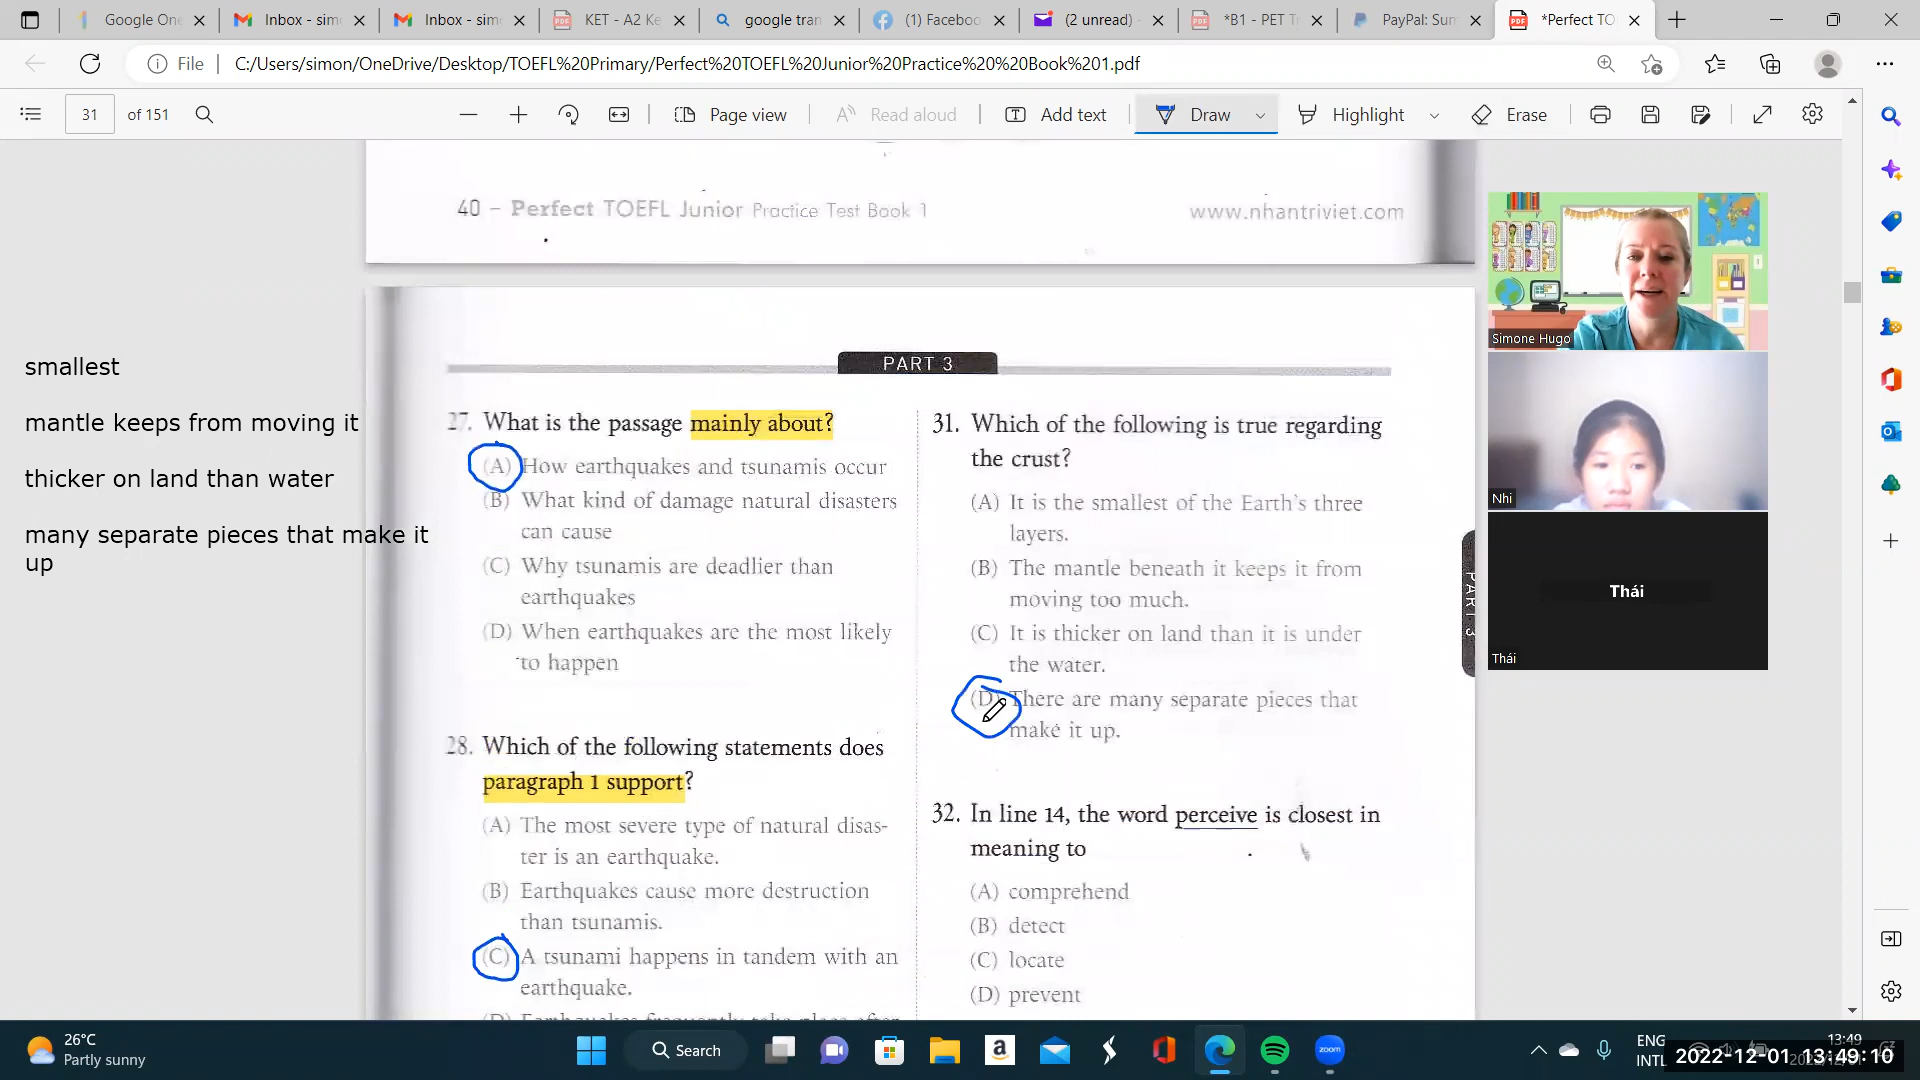 Google One
Inbox - sim
Inbox - sim
KET - A2 Ke
google tran
(1) Faceboo
(2 unread) -
*B1 - PET T
PayPal: Sum
*Perfect TO
File
C:/Users/simon/OneDrive/Desktop/TOEFL%20Primary/Perfect%20TOEFL%20Junior%20Practice%20%20Book%201.pdf
31 of 151
Page view
Read aloud
Add text
Draw
Highlight
Erase
40 – Perfect TOEFL Junior Practice Test Book 1
www.nhantriviet.com
smallest
mantle keeps from moving it
thicker on land than water
many separate pieces that make it
up
PART 3
27. What is the passage mainly about?
(A) How earthquakes and tsunamis occur
(B) What kind of damage natural disasters
can cause
(C) Why tsunamis are deadlier than
earthquakes
(D) When earthquakes are the most likely
to happen
28. Which of the following statements does
paragraph 1 support?
(A) The most severe type of natural disas-
ter is an earthquake.
(B) Earthquakes cause more destruction
than tsunamis.
(C) A tsunami happens in tandem with an
earthquake.
(D) Earthquakes frequently take place after
31. Which of the following is true regarding
the crust?
(A) It is the smallest of the Earth's three
layers.
(B) The mantle beneath it keeps it from
moving too much.
(C) It is thicker on land than it is under
the water.
(D) There are many separate pieces that
make it up.
32. In line 14, the word perceive is closest in
meaning to
(A) comprehend
(B) detect
(C) locate
(D) prevent
PART 3
Simone Hugo
Nhi
Thái
Thái
26°C
Partly sunny
Search
zoom
ENG
INTL
13:49
2022-12-01 13:49:10